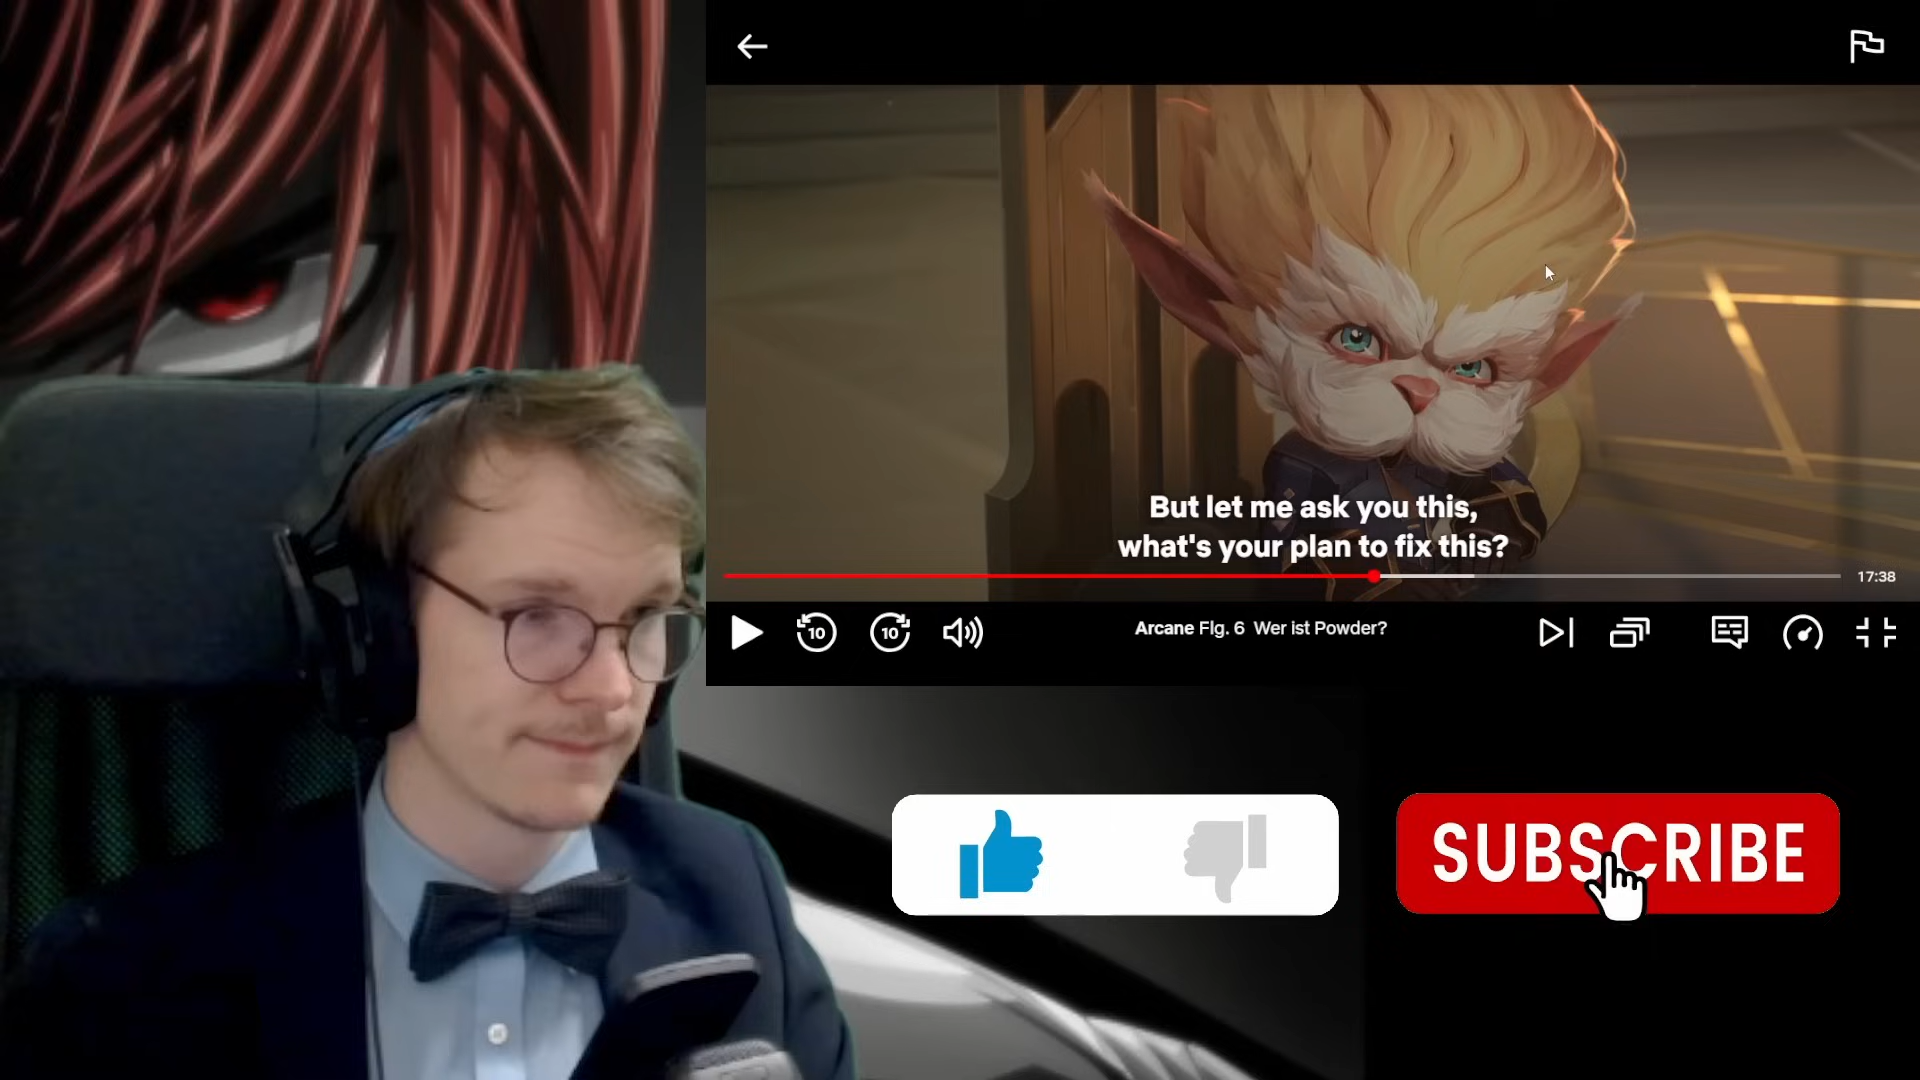 But let me ask you this,
what's your plan to fix this?
17:38
10
10
Arcane Flg. 6 Wer ist Powder?
SUBSCRIBE